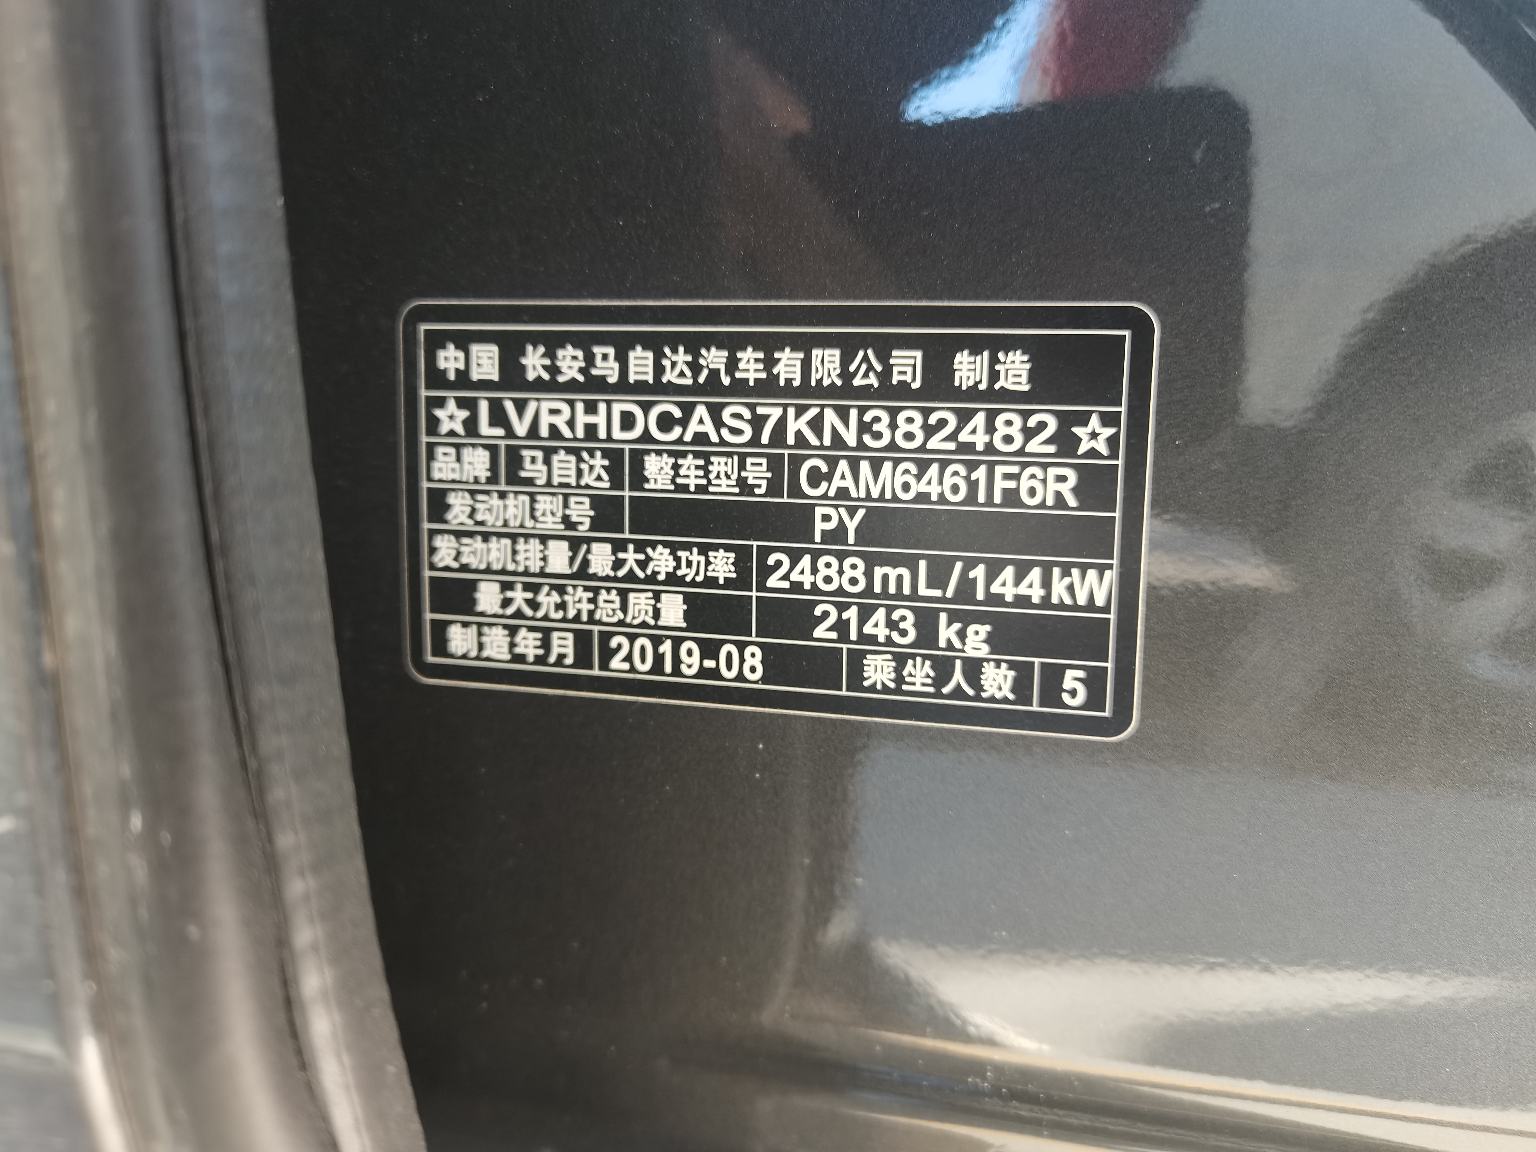 中国 长安马自达汽车有限公司 制造
☆LVRHDCAS7KN382482☆
品牌 马自达 整车型号 CAM6461F6R
发动机型号 PY
发动机排量/最大净功率 2488mL/144kW
最大允许总质量 2143 kg
制造年月 2019-08 乘坐人数 5